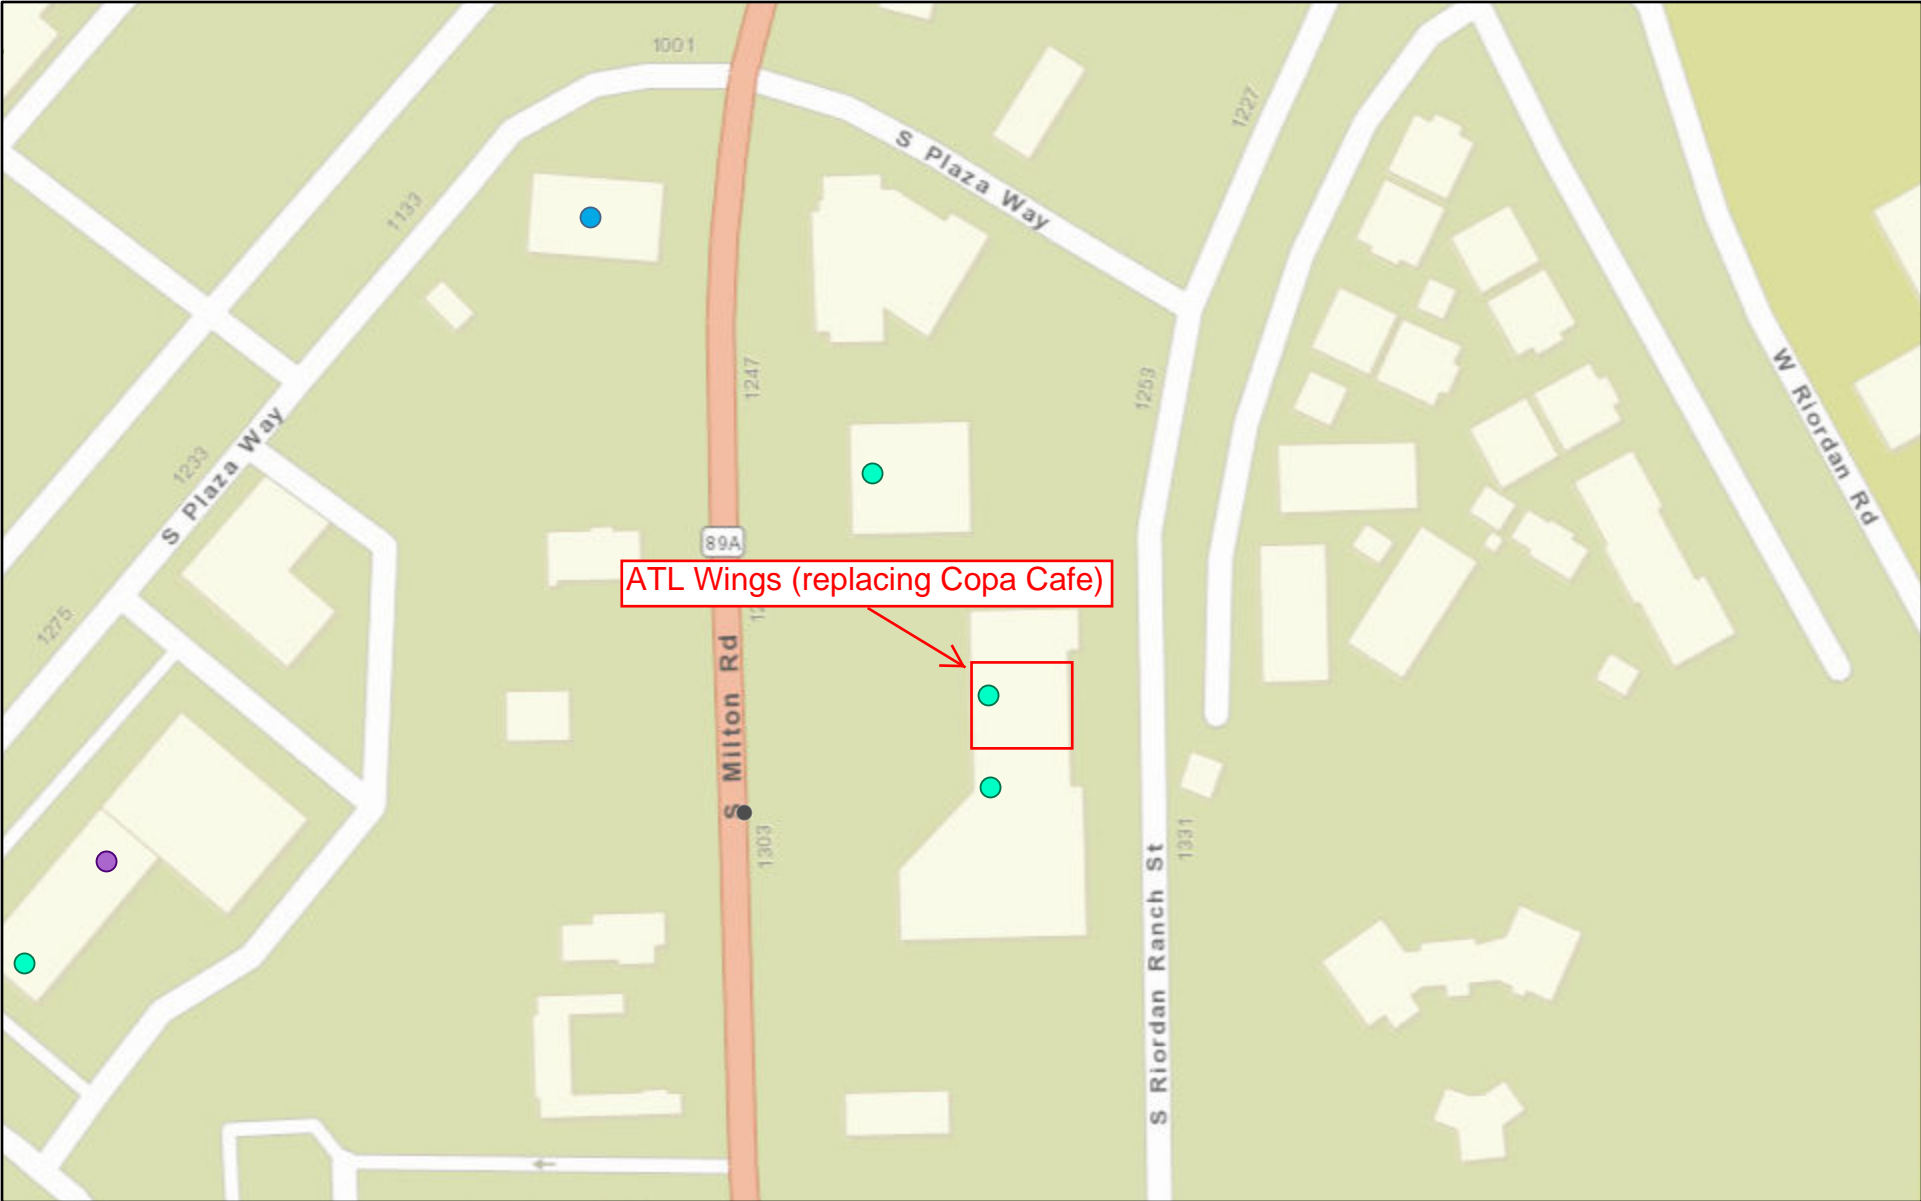 1001
S Plaza Way
1227
1133
1247
1253
W Riordan Rd
1233
S Plaza Way
89A
ATL Wings (replacing Copa Cafe)
1275
S Milton Rd
1303
1331
S Riordan Ranch St